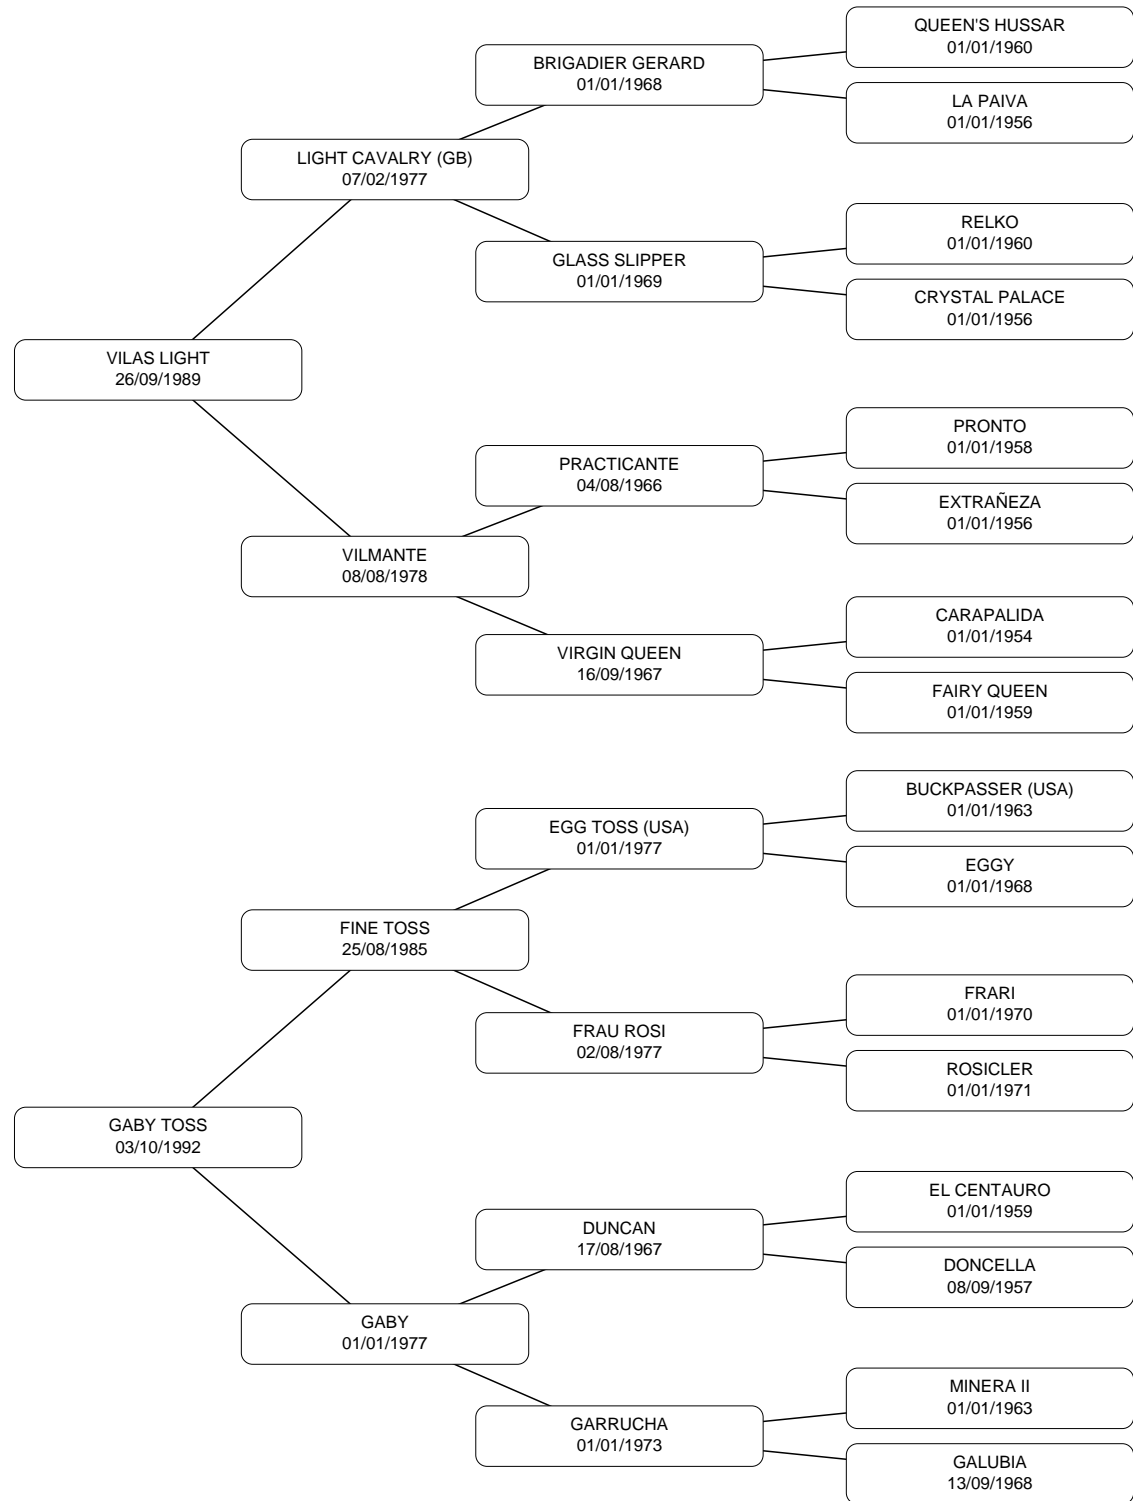 QUEEN'S HUSSAR
01/01/1960
BRIGADIER GERARD
01/01/1968
LA PAIVA
01/01/1956
LIGHT CAVALRY (GB)
07/02/1977
RELKO
01/01/1960
GLASS SLIPPER
01/01/1969
CRYSTAL PALACE
01/01/1956
VILAS LIGHT
26/09/1989
PRONTO
01/01/1958
PRACTICANTE
04/08/1966
EXTRAÑEZA
01/01/1956
VILMANTE
08/08/1978
CARAPALIDA
01/01/1954
VIRGIN QUEEN
16/09/1967
FAIRY QUEEN
01/01/1959
BUCKPASSER (USA)
01/01/1963
EGG TOSS (USA)
01/01/1977
EGGY
01/01/1968
FINE TOSS
25/08/1985
FRARI
01/01/1970
FRAU ROSI
02/08/1977
ROSICLER
01/01/1971
GABY TOSS
03/10/1992
EL CENTAURO
01/01/1959
DUNCAN
17/08/1967
DONCELLA
08/09/1957
GABY
01/01/1977
MINERA II
01/01/1963
GARRUCHA
01/01/1973
GALUBIA
13/09/1968